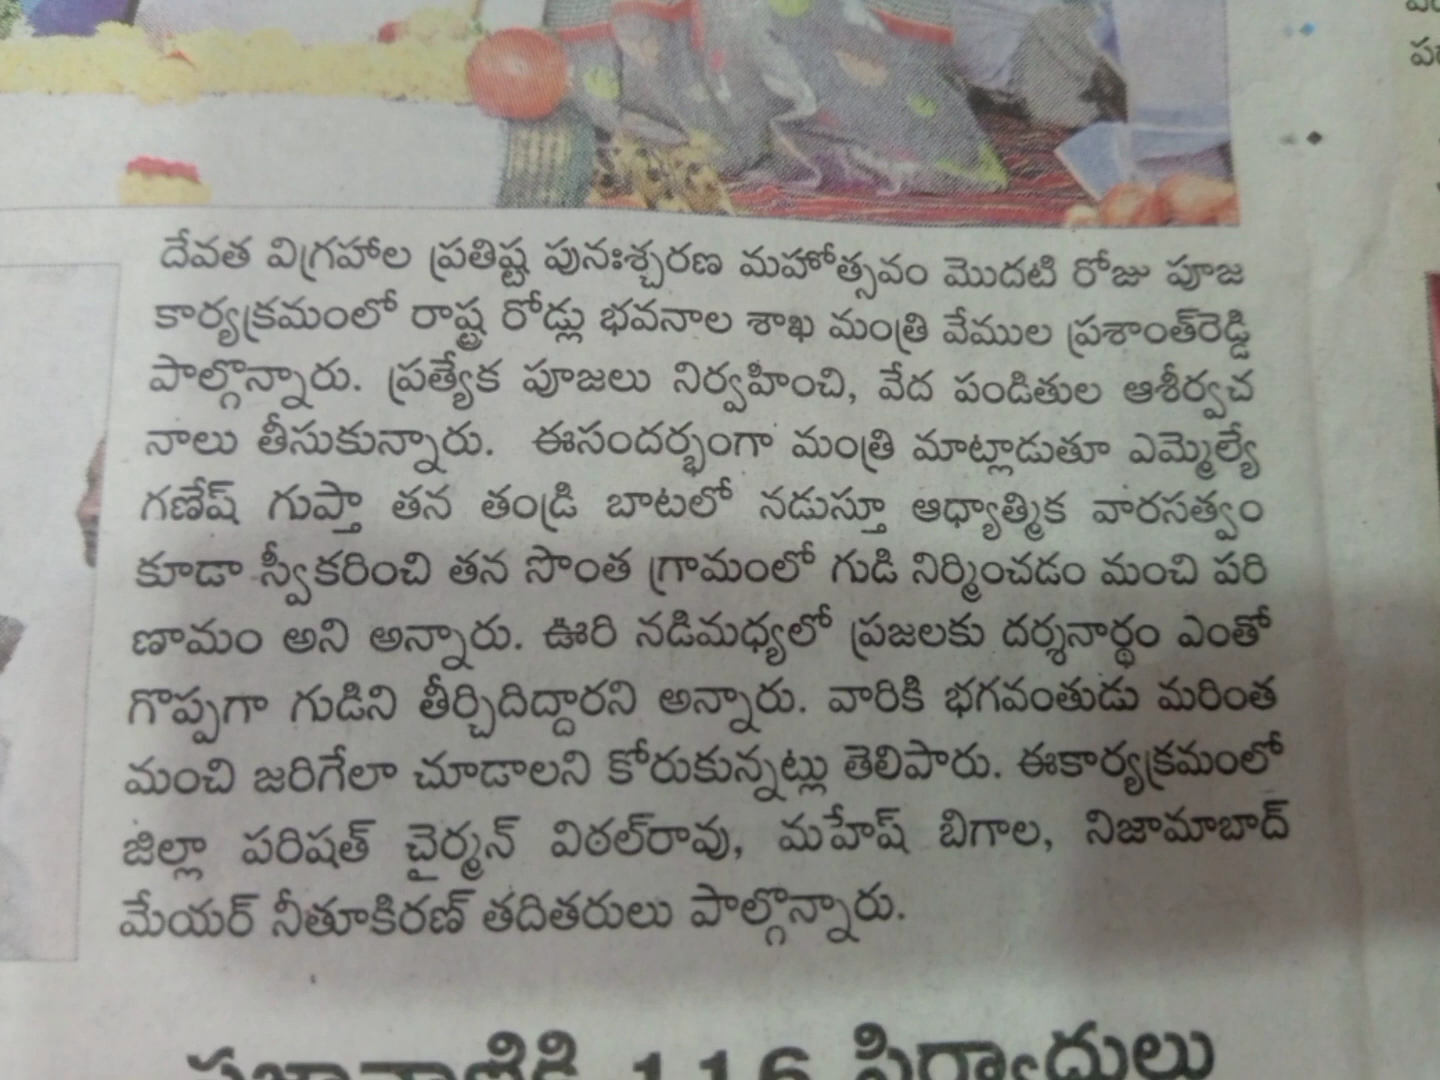 దేవత విగ్రహాల ప్రతిష్ట పునఃశ్చరణ మహోత్సవం మొదటి రోజు పూజ
కార్యక్రమంలో రాష్ట్ర రోడ్లు భవనాల శాఖ మంత్రి వేముల ప్రశాంత్‌రెడ్డి
పాల్గొన్నారు. ప్రత్యేక పూజలు నిర్వహించి, వేద పండితుల ఆశీర్వచ
నాలు తీసుకున్నారు. ఈసందర్భంగా మంత్రి మాట్లాడుతూ ఎమ్మెల్యే
గణేష్ గుప్తా తన తండ్రి బాటలో నడుస్తూ ఆధ్యాత్మిక వారసత్వం
కూడా స్వీకరించి తన సొంత గ్రామంలో గుడి నిర్మించడం మంచి పరి
ణామం అని అన్నారు. ఊరి నడిమధ్యలో ప్రజలకు దర్శనార్థం ఎంతో
గొప్పగా గుడిని తీర్చిదిద్దారని అన్నారు. వారికి భగవంతుడు మరింత
మంచి జరిగేలా చూడాలని కోరుకున్నట్లు తెలిపారు. ఈకార్యక్రమంలో
జిల్లా పరిషత్ చైర్మన్ విఠల్‌రావు, మహేష్ బిగాల, నిజామాబాద్
మేయర్ నీతూకిరణ్ తదితరులు పాల్గొన్నారు.
116 ఫిర్యాదులు